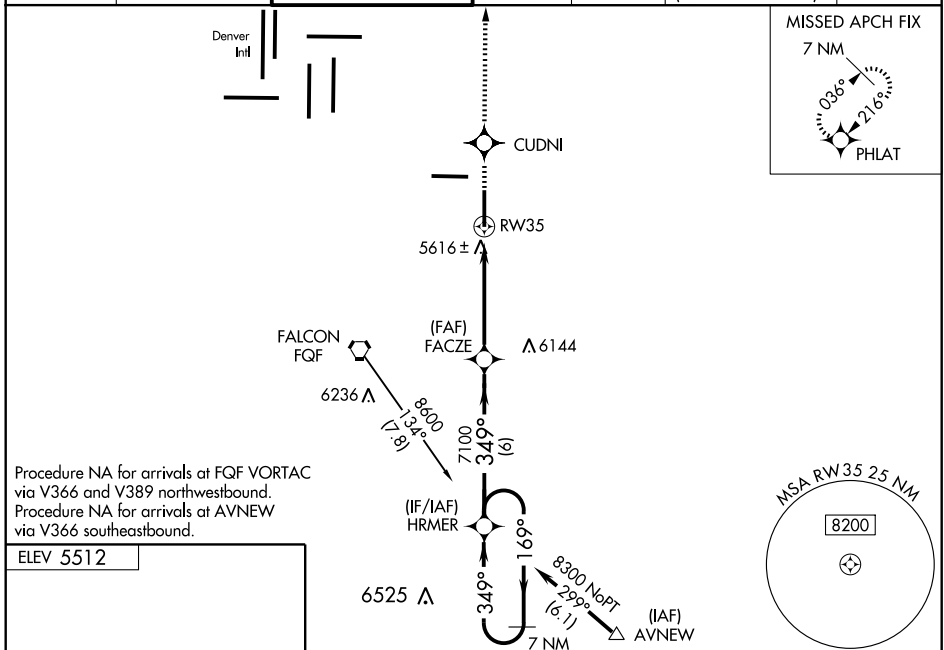 MISSED APCH FIX
7 NM
036°
216°
PHLAT
Denver
Intl
CUDNI
RW35
5616 ±
(FAF)
FACZE
6144
FALCON
FQF
6236
8600
134°
(7.8)
7100
349°
(6)
Procedure NA for arrivals at FQF VORTAC
via V366 and V389 northwestbound.
Procedure NA for arrivals at AVNEW
via V366 southeastbound.
(IF/IAF)
HRMER
MSA RW35 25 NM
8200
ELEV 5512
169°
349°
6525
8300 NoPT
299°
(6.1)
(IAF)
AVNEW
7 NM